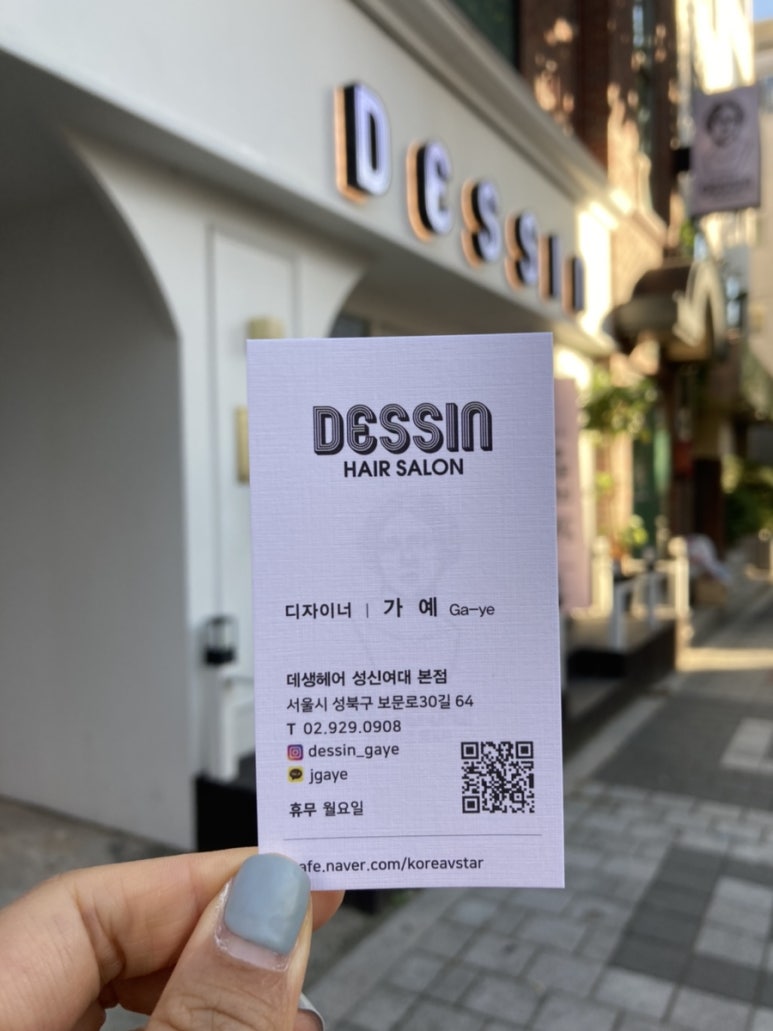 DESSIN
DESSIN
HAIR SALON
디자이너 | 가 예 Ga-ye
데생헤어 성신여대 본점
서울시 성북구 보문로30길 64
T 02.929.0908
dessin_gaye
jgaye
휴무 월요일
afe.naver.com/koreavstar